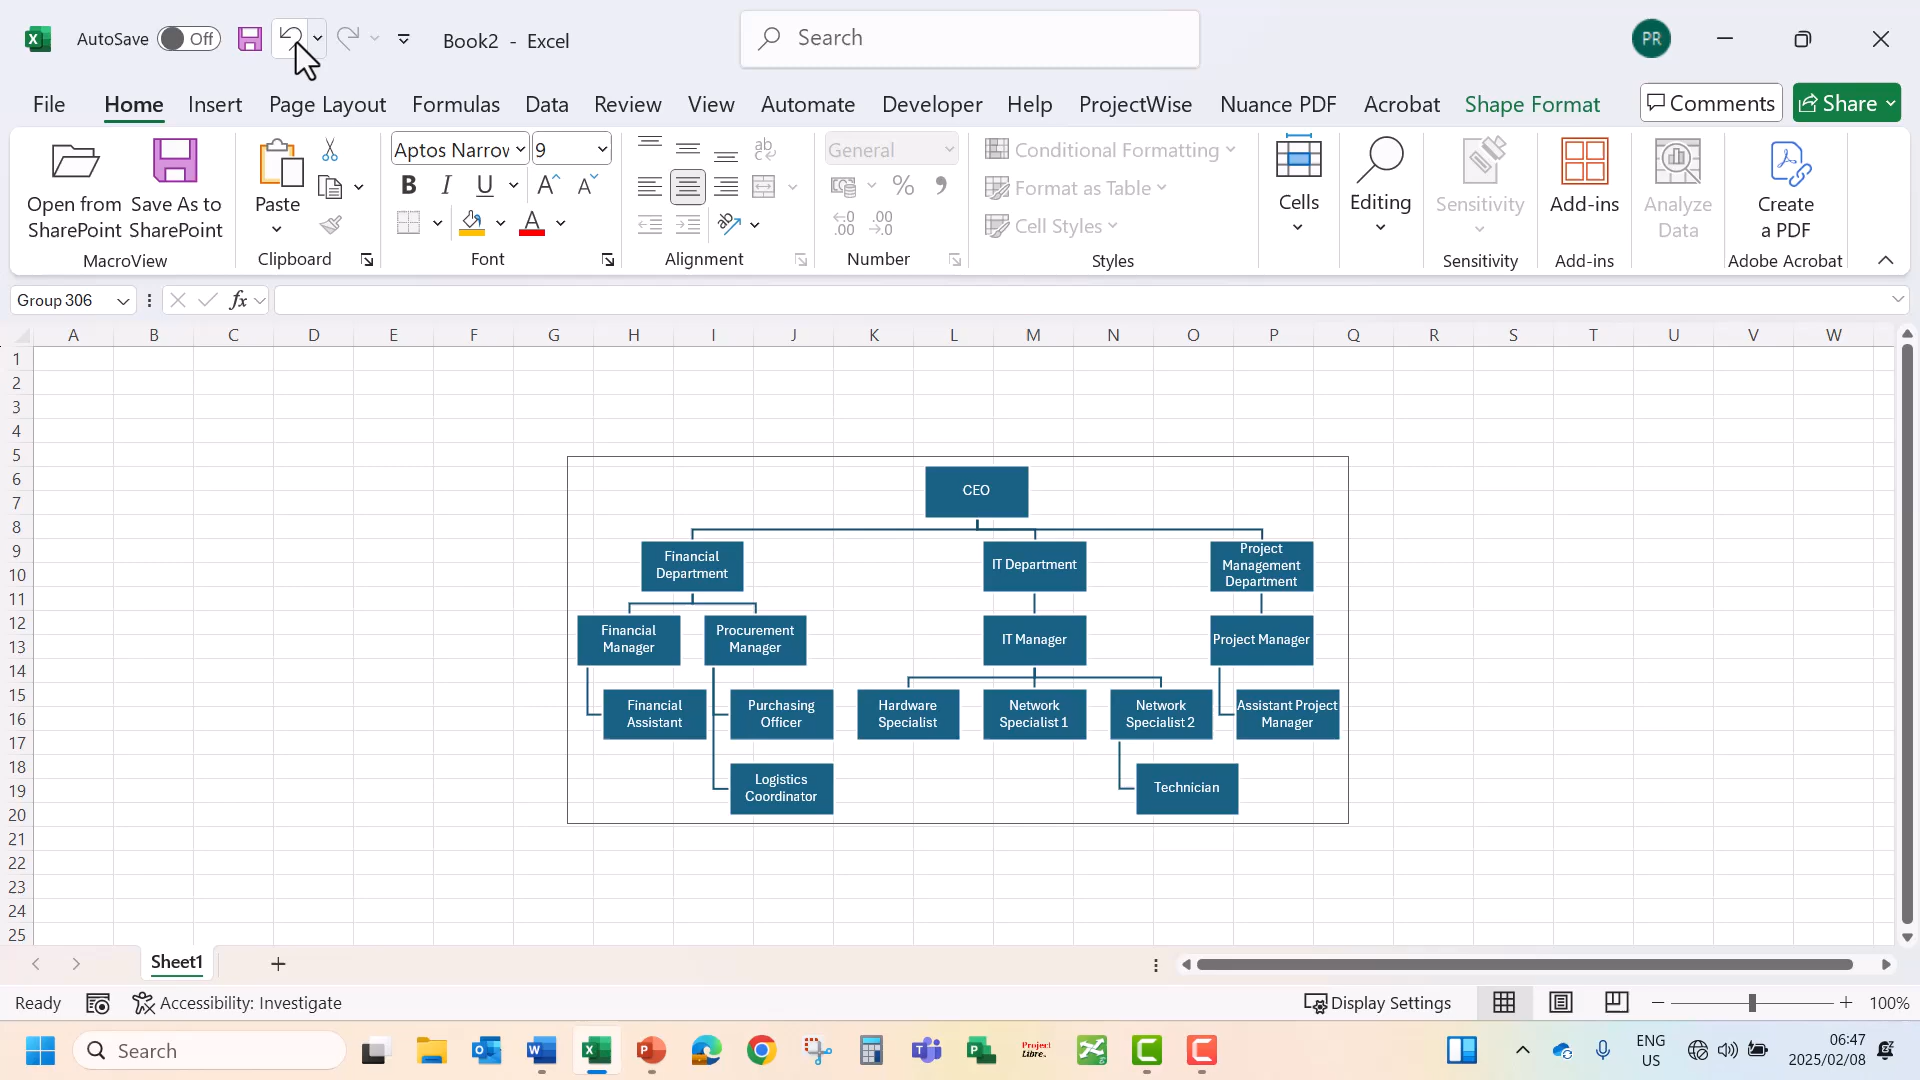 AutoSave Off Book2 - Excel Search PR
File Home Insert Page Layout Formulas Data Review View Automate Developer Help ProjectWise Nuance PDF Acrobat Shape Format Comments Share
Open from SharePoint
Save As to SharePoint
MacroView
Paste
Clipboard
Aptos Narrow 9
B I U A A
A
Font
ab
Alignment
General
% 9
Number
Conditional Formatting
Format as Table
Cell Styles
Styles
Cells
Editing
Sensitivity
Sensitivity
Add-ins
Add-ins
Analyze Data
Create a PDF
Adobe Acrobat
Group 306 fx
A B C D E F G H I J K L M N O P Q R S T U V W
1
2
3
4
5
6
7
8
9
10
11
12
13
14
15
16
17
18
19
20
21
22
23
24
25
CEO
Financial
Department
IT Department
Project
Management
Department
Financial
Manager
Procurement
Manager
IT Manager
Project Manager
Financial
Assistant
Purchasing
Officer
Hardware
Specialist
Network
Specialist 1
Network
Specialist 2
Assistant Project
Manager
Logistics
Coordinator
Technician
Sheet1
Ready Accessibility: Investigate Display Settings 100%
Search
Project
Libre
ENG
US
06:47
2025/02/08